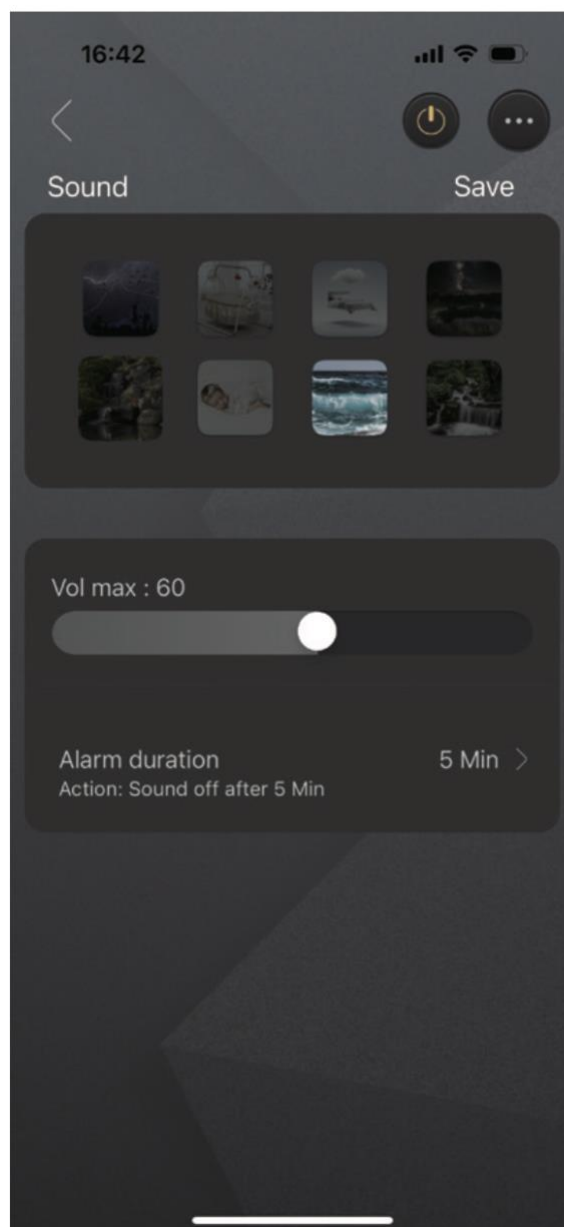 16:42
Sound
Save
Vol max : 60
Alarm duration
5 Min
Action: Sound off after 5 Min